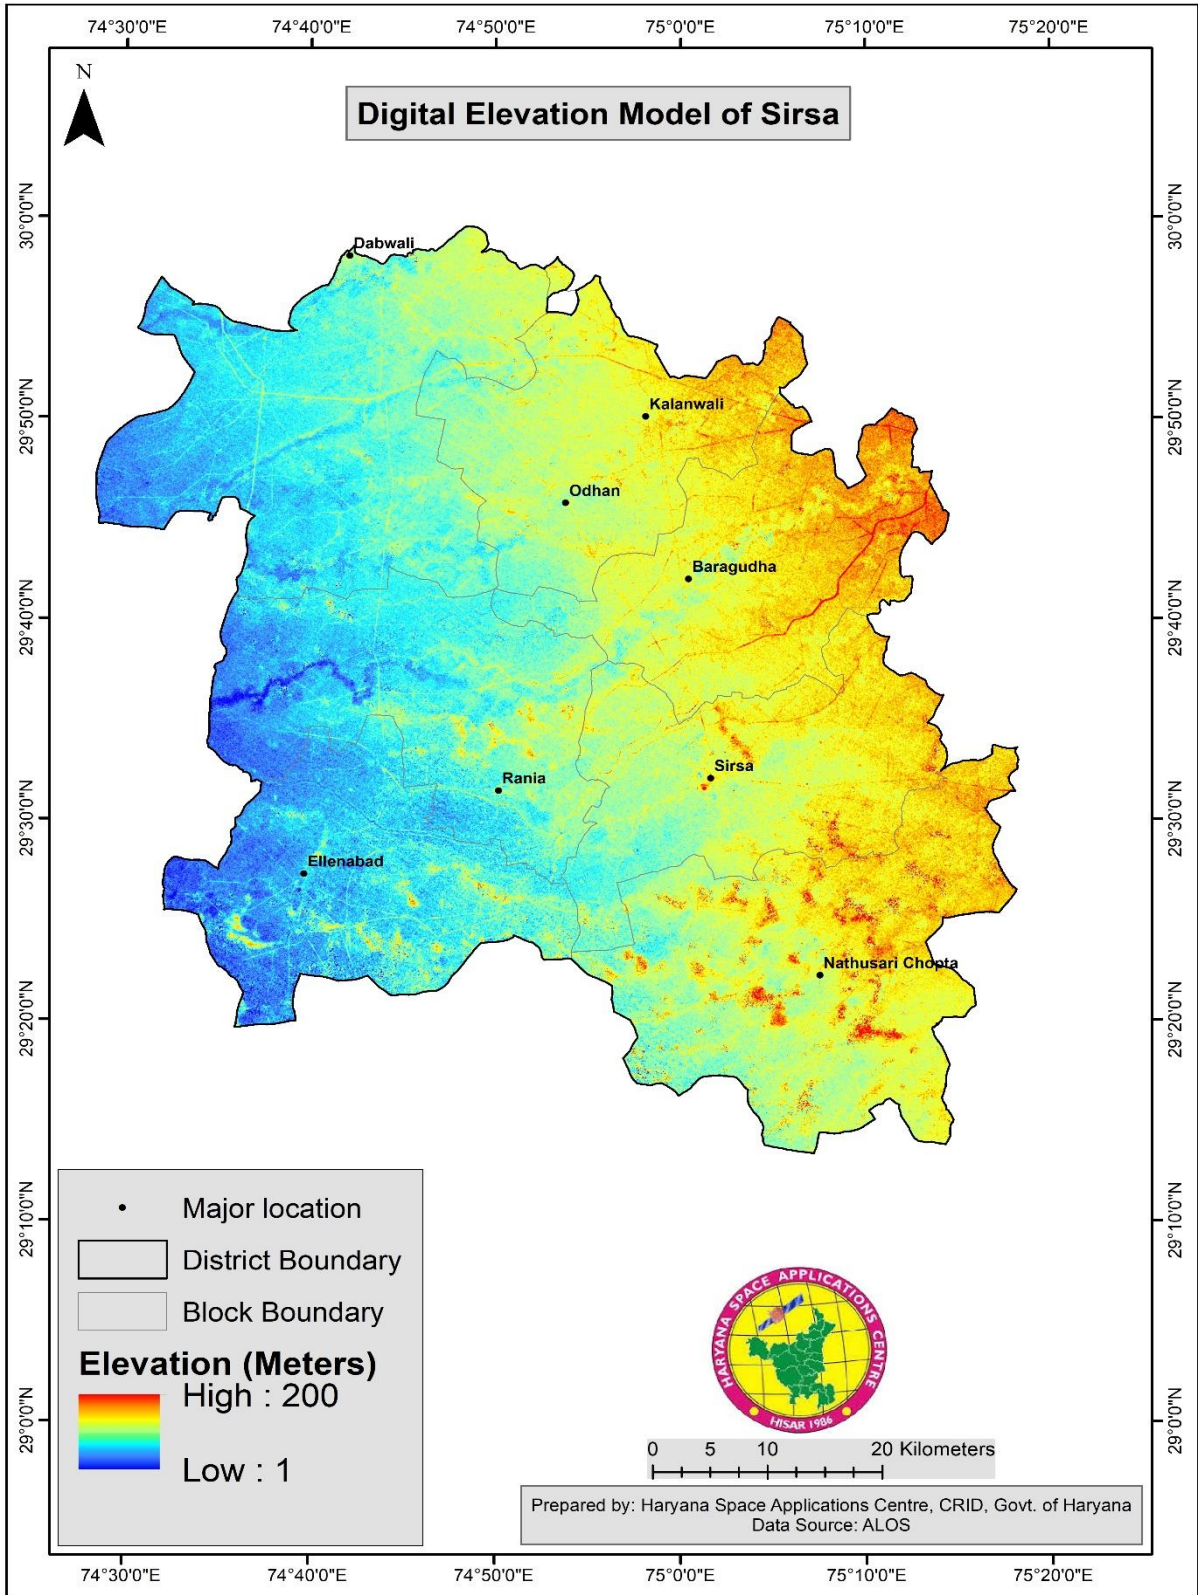 74°30'0"E 74°40'0"E 74°50'0"E 75°0'0"E 75°10'0"E 75°20'0"E
N
Digital Elevation Model of Sirsa
30°0'0"N 30°0'0"N
Dabwali
29°50'0"N 29°50'0"N
Kalanwali
Odhan
Baragudha
29°40'0"N 29°40'0"N
Sirsa
Rania
29°30'0"N 29°30'0"N
Ellenabad
Nathusari Chopta
29°20'0"N 29°20'0"N
29°10'0"N 29°10'0"N
29°0'0"N 29°0'0"N
Major location
District Boundary
Block Boundary
Elevation (Meters)
High : 200
Low : 1
HARYANA SPACE APPLICATIONS CENTRE
HISAR 1986
0 5 10 20 Kilometers
Prepared by: Haryana Space Applications Centre, CRID, Govt. of Haryana
Data Source: ALOS
74°30'0"E 74°40'0"E 74°50'0"E 75°0'0"E 75°10'0"E 75°20'0"E